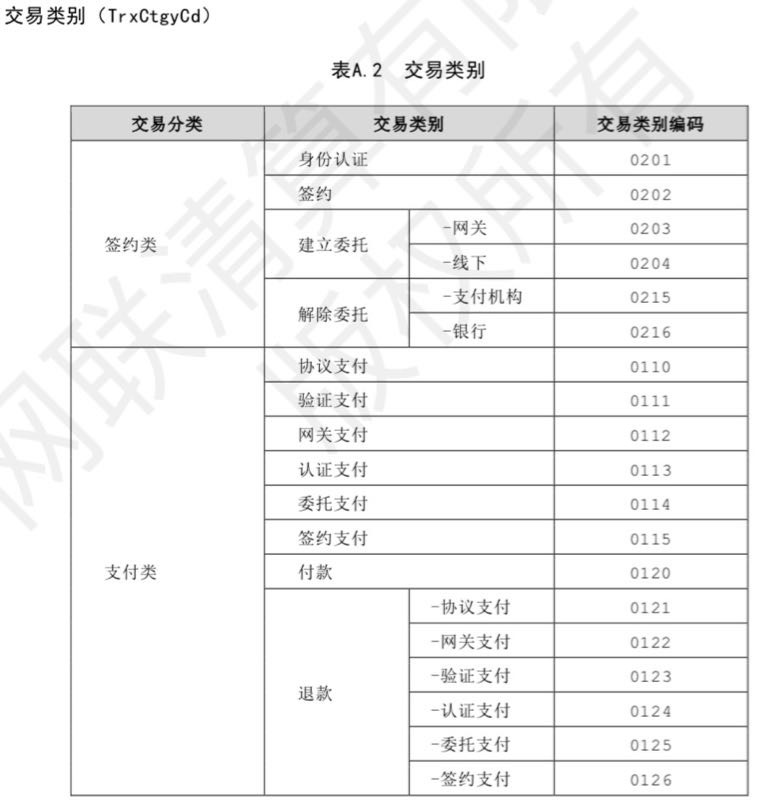 交易类别（TrxCtgyCd）
表A.2 交易类别
交易分类 交易类别 交易类别编码
签约类
身份认证 0201
签约 0202
建立委托
-网关 0203
-线下 0204
解除委托
-支付机构 0215
-银行 0216
支付类
协议支付 0110
验证支付 0111
网关支付 0112
认证支付 0113
委托支付 0114
签约支付 0115
付款 0120
退款
-协议支付 0121
-网关支付 0122
-验证支付 0123
-认证支付 0124
-委托支付 0125
-签约支付 0126
网联清算有限
版权所有